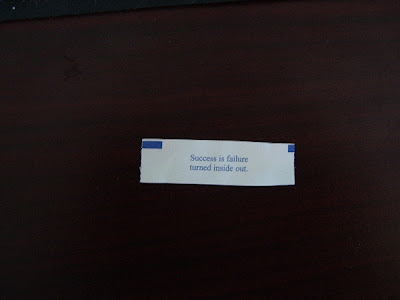 Success is failure
turned inside out.